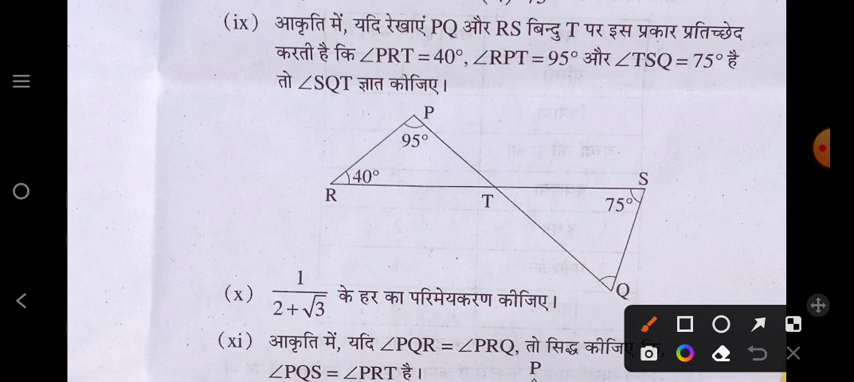 (ix) आकृति में, यदि रेखाएं PQ और RS बिन्दु T पर इस प्रकार प्रतिच्छेद
करती है कि ∠PRT = 40°, ∠RPT = 95° और ∠TSQ = 75° है
तो ∠SQT ज्ञात कीजिए।
P
95°
40°
S
R
T
75°
Q
(x) 1/(2+√3) के हर का परिमेयकरण कीजिए।
(xi) आकृति में, यदि ∠PQR = ∠PRQ, तो सिद्ध कीजिए
∠PQS = ∠PRT है।
P